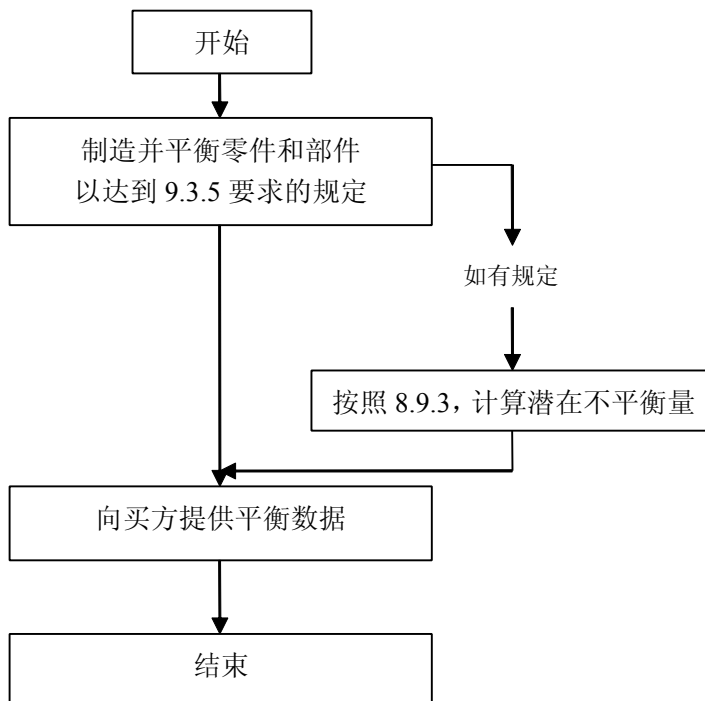 开始
制造并平衡零件和部件
以达到 9.3.5 要求的规定
如有规定
按照 8.9.3，计算潜在不平衡量
向买方提供平衡数据
结束